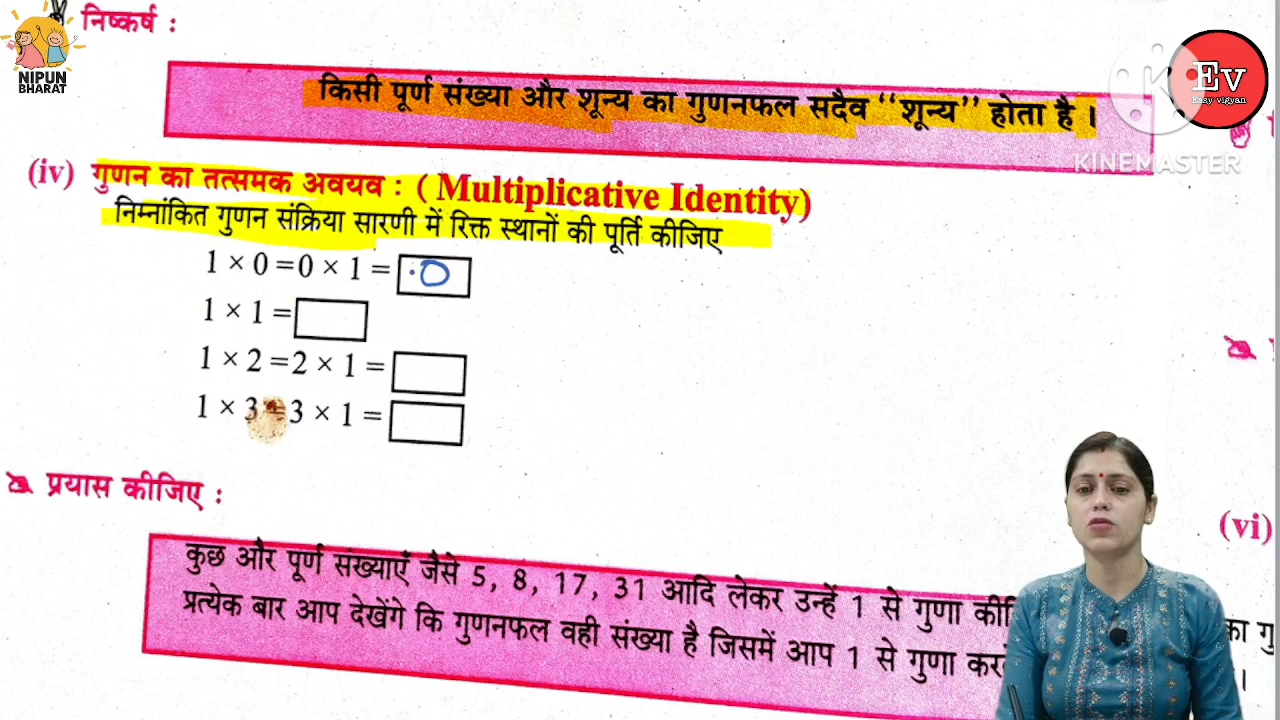 निष्कर्ष :
NIPUN
BHARAT
किसी पूर्ण संख्या और शून्य का गुणनफल सदैव ‘‘शून्य’’ होता है ।
Ev
Easy vigyan
KINEMASTER
(iv) गुणन का तत्समक अवयव : ( Multiplicative Identity)
निम्नांकित गुणन संक्रिया सारणी में रिक्त स्थानों की पूर्ति कीजिए
1 × 0 =0 × 1 = 0
1 × 1 =
1 × 2 =2 × 1 =
1 × 3 =3 × 1 =
प्रयास कीजिए :
कुछ और पूर्ण संख्याएँ जैसे 5, 8, 17, 31 आदि लेकर उन्हें 1 से गुणा
प्रत्येक बार आप देखेंगे कि गुणनफल वही संख्या है जिसमें आप 1 से गुणा
(vi)
का